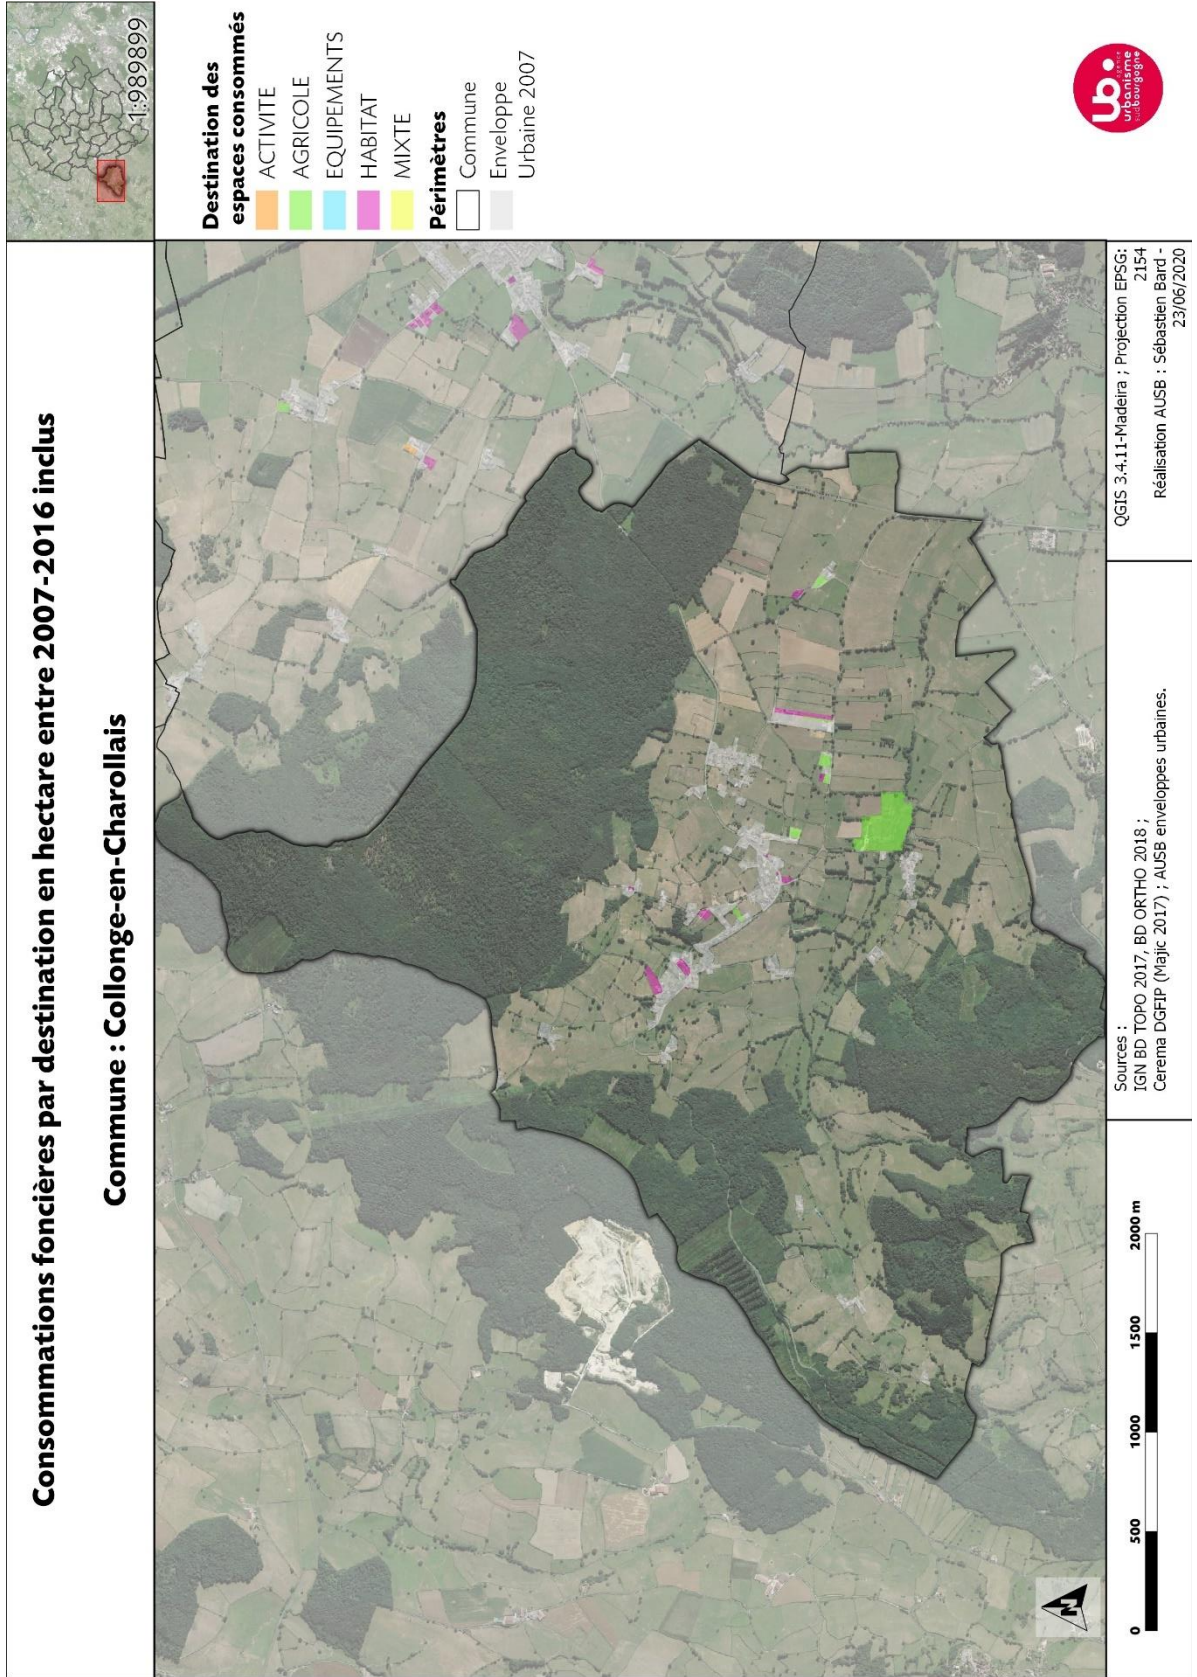 Consommations foncières par destination en hectare entre 2007-2016 inclus
Commune : Collonge-en-Charollais
1:989899
Destination des
espaces consommés
ACTIVITE
AGRICOLE
EQUIPEMENTS
HABITAT
MIXTE
Périmètres
Commune
Enveloppe
Urbaine 2007
N
0 500 1000 1500 2000 m
Sources :
IGN BD TOPO 2017, BD ORTHO 2018 ;
Cerema DGFIP (Majic 2017) ; AUSB enveloppes urbaines.
QGIS 3.4.11-Madeira ; Projection EPSG:
2154
Réalisation AUSB : Sébastien Bard -
23/06/2020
Ub.
agence
urbanisme
sudbourgogne